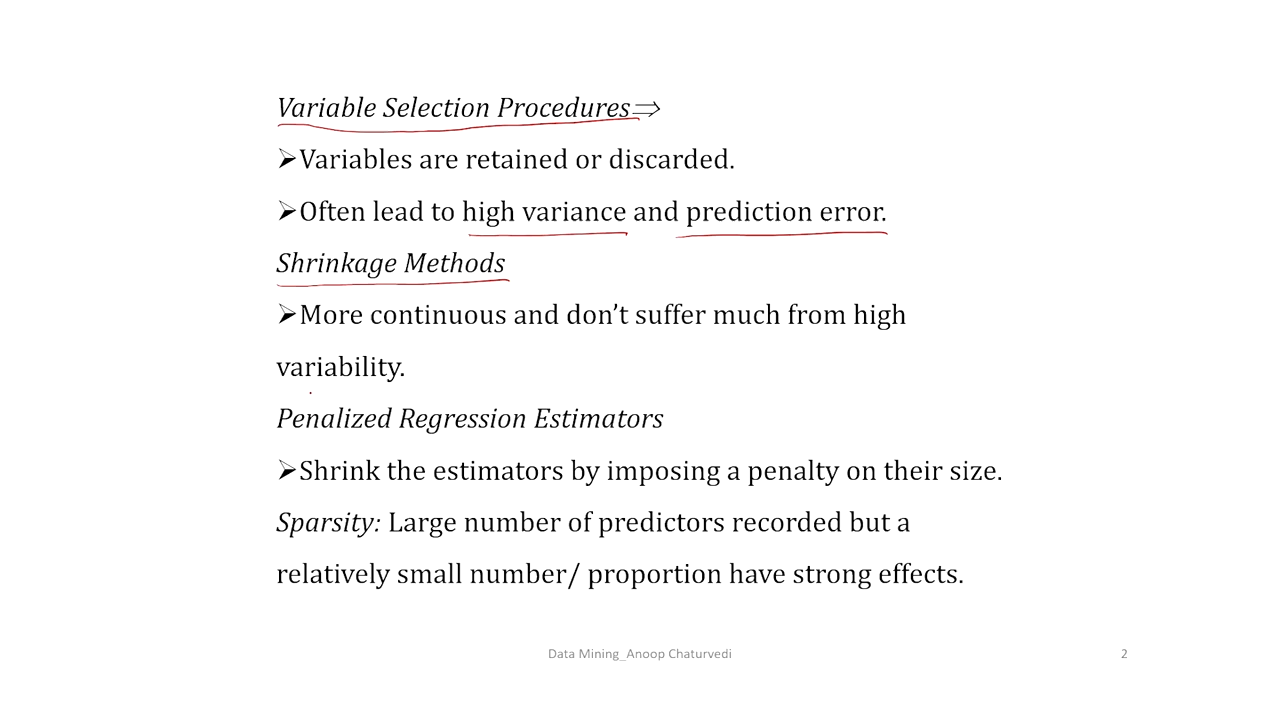 Variable Selection Procedures⇒
➢Variables are retained or discarded.
➢Often lead to high variance and prediction error.
Shrinkage Methods
➢More continuous and don’t suffer much from high
variability.
Penalized Regression Estimators
➢Shrink the estimators by imposing a penalty on their size.
Sparsity: Large number of predictors recorded but a
relatively small number/ proportion have strong effects.
Data Mining_Anoop Chaturvedi
2